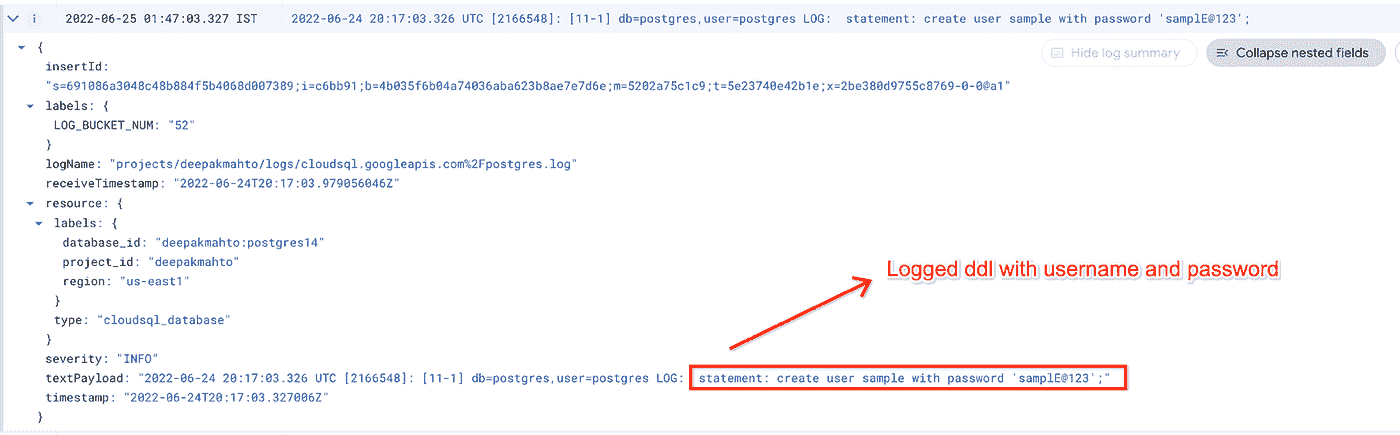 2022-06-25 01:47:03.327 IST 2022-06-24 20:17:03.326 UTC [2166548]: [11-1] db=postgres,user=postgres LOG:  statement: create user sample with password 'samplE@123';
{
Hide log summary
Collapse nested fields
insertId:
"s=691086a3048c48b884f5b4068d007389;i=c6bb91;b=4b035f6b04a74036aba623b8ae7e7d6e;m=5202a75c1c9;t=5e23740e42b1e;x=2be380d9755c8769-0-0@a1"
labels: {
LOG_BUCKET_NUM: "52"
}
logName: "projects/deepakmahto/logs/cloudsql.googleapis.com%2Fpostgres.log"
receiveTimestamp: "2022-06-24T20:17:03.979056046Z"
resource: {
labels: {
database_id: "deepakmahto:postgres14"
project_id: "deepakmahto"
region: "us-east1"
Logged ddl with username and password
}
type: "cloudsql_database"
}
severity: "INFO"
textPayload: "2022-06-24 20:17:03.326 UTC [2166548]: [11-1] db=postgres,user=postgres LOG:  statement: create user sample with password 'samplE@123';"
timestamp: "2022-06-24T20:17:03.327006Z"
}